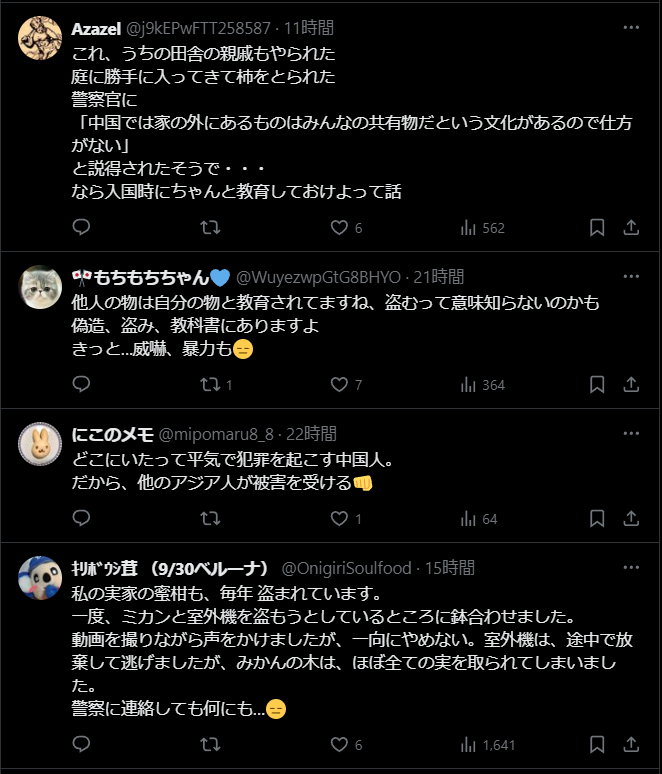 Azazel @j9kEPwFTT258587 · 11時間
これ、うちの田舎の親戚もやられた
庭に勝手に入ってきて柿をとられた
警察官に
「中国では家の外にあるものはみんなの共有物だという文化があるので仕方
がない」
と説得されたそうで・・・
なら入国時にちゃんと教育しておけよって話
6 562
🎌もちもちちゃん💙 @WuyezwpGtG8BHYO · 21時間
他人の物は自分の物と教育されてますね、盗むって意味知らないのかも
偽造、盗み、教科書にありますよ
きっと...威嚇、暴力も😑
1 7 364
にこのメモ @mipomaru8_8 · 22時間
どこにいたって平気で犯罪を起こす中国人。
だから、他のアジア人が被害を受ける👊
1 64
ｷﾘﾎﾞｳｼ茸 （9/30ベルーナ） @OnigiriSoulfood · 15時間
私の実家の蜜柑も、毎年 盗まれています。
一度、ミカンと室外機を盗もうとしているところに鉢合わせました。
動画を撮りながら声をかけましたが、一向にやめない。室外機は、途中で放
棄して逃げましたが、みかんの木は、ほぼ全ての実を取られてしまいまし
た。
警察に連絡しても何にも...😑
6 1,641